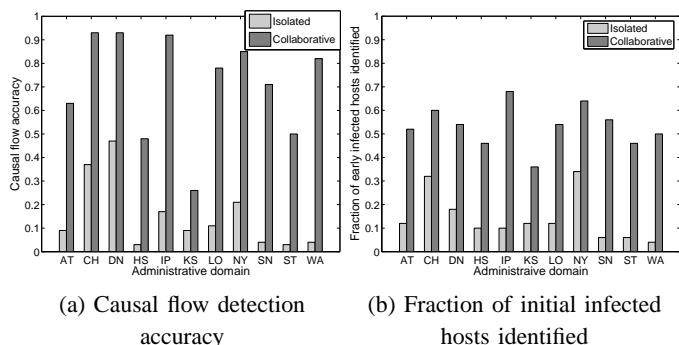 1
0.9
0.8
0.7
0.6
0.5
0.4
0.3
0.2
0.1
0
Causal flow accuracy
Isolated
Collaborative
AT CH DN HS IP KS LO NY SN ST WA
Administrative domain
(a) Causal flow detection
accuracy
1
0.9
0.8
0.7
0.6
0.5
0.4
0.3
0.2
0.1
0
Fraction of early infected hosts identified
Isolated
Collaborative
AT CH DN HS IP KS LO NY SN ST WA
Administraive domain
(b) Fraction of initial infected
hosts identified